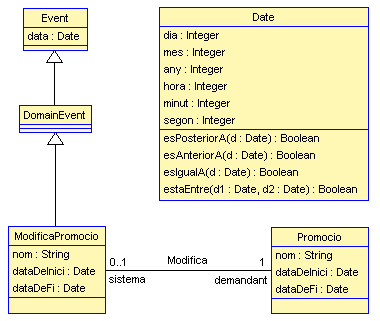 Event
data : Date
DomainEvent
ModificaPromocio
nom : String
dataDeInici : Date
dataDeFi : Date
Date
dia : Integer
mes : Integer
any : Integer
hora : Integer
minut : Integer
segon : Integer
esPosteriorA(d : Date) : Boolean
esAnteriorA(d : Date) : Boolean
esIgualA(d : Date) : Boolean
estaEntre(d1 : Date, d2 : Date) : Boolean
0..1 Modifica 1
sistema demandant
Promocio
nom : String
dataDeInici : Date
dataDeFi : Date